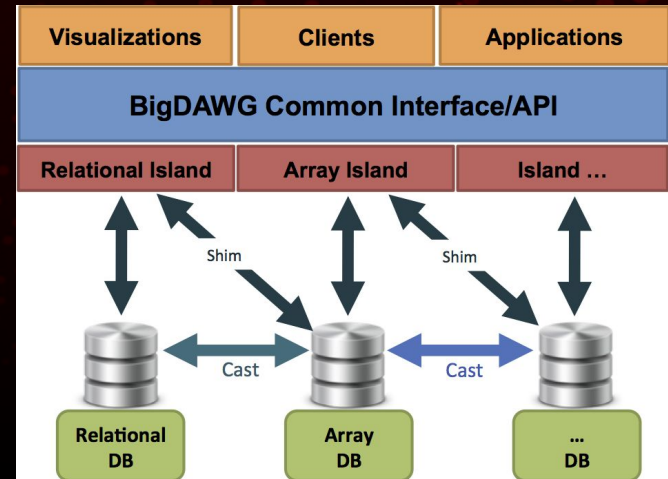 Visualizations
Clients
Applications
BigDAWG Common Interface/API
Relational Island
Array Island
Island ...
Shim
Shim
Cast
Cast
Relational
DB
Array
DB
...
DB